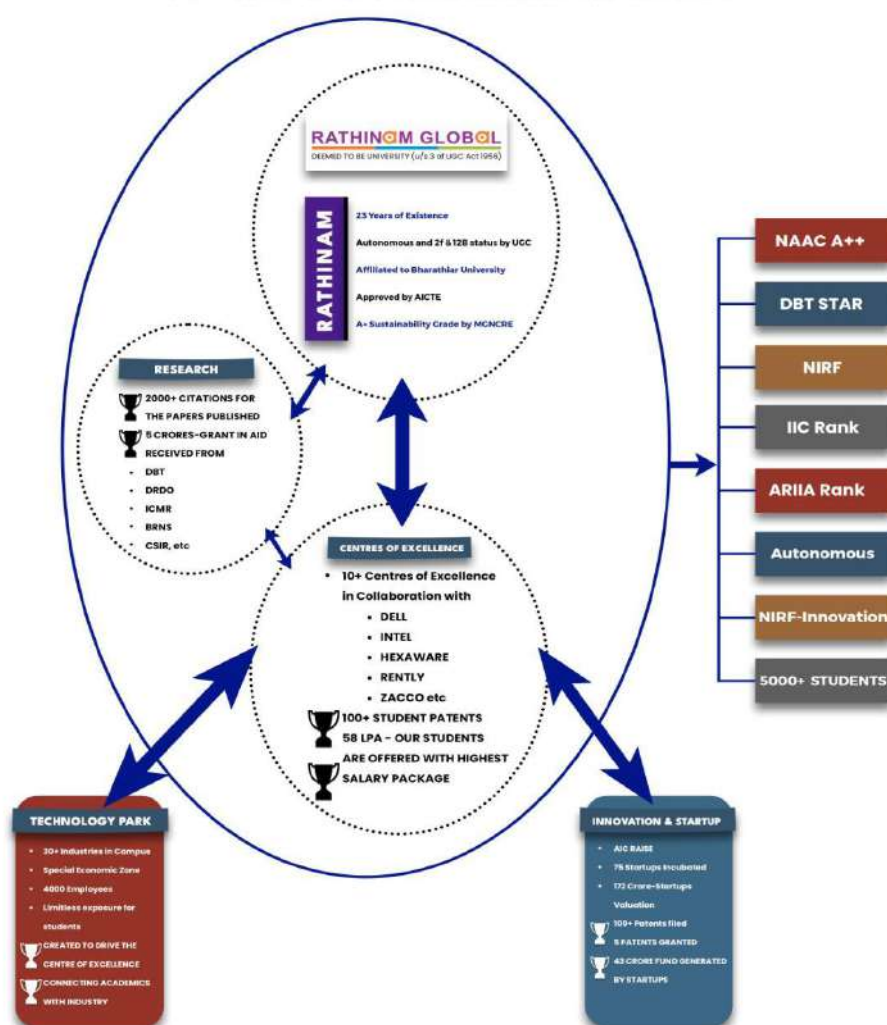 RATHINAM GLOBAL
DEEMED TO BE UNIVERSITY (u/s 3 of UGC Act 1956)
RATHINAM
23 Years of Existence
Autonomous and 2f & 12B status by UGC
Affiliated to Bharathiar University
Approved by AICTE
A+ Sustainability Grade by MGNCRE
RESEARCH
2000+ CITATIONS FOR
THE PAPERS PUBLISHED
5 CRORES-GRANT IN AID
RECEIVED FROM
• DBT
• DRDO
• ICMR
• BRNS
• CSIR, etc
CENTRES OF EXCELLENCE
• 10+ Centres of Excellence
in Collaboration with
• DELL
• INTEL
• HEXAWARE
• RENTLY
• ZACCO etc
100+ STUDENT PATENTS
58 LPA - OUR STUDENTS
ARE OFFERED WITH HIGHEST
SALARY PACKAGE
TECHNOLOGY PARK
• 30+ Industries in Campus
• Special Economic Zone
• 4000 Employees
• Limitless exposure for
students
CREATED TO DRIVE THE
CENTRE OF EXCELLENCE
CONNECTING ACADEMICS
WITH INDUSTRY
INNOVATION & STARTUP
• AIC RAISE
• 75 Startups Incubated
• 172 Crore-Startups
Valuation
• 109+ Patents filed
5 PATENTS GRANTED
43 CRORE FUND GENERATED
BY STARTUPS
NAAC A++
DBT STAR
NIRF
IIC Rank
ARIIA Rank
Autonomous
NIRF-Innovation
5000+ STUDENTS